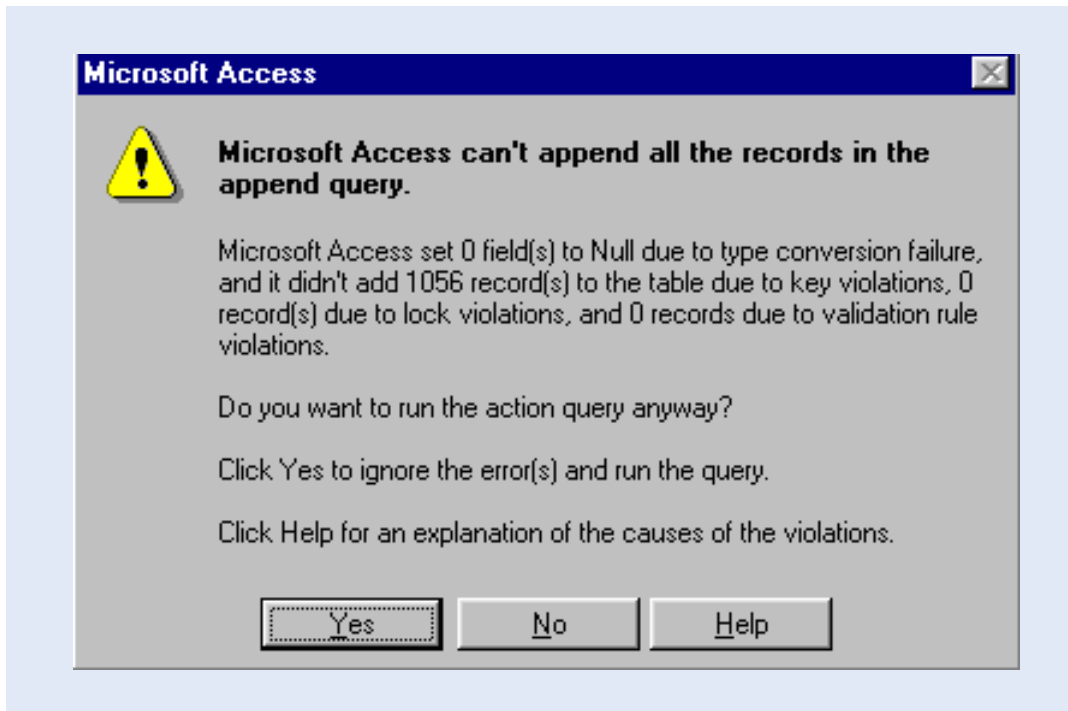 Microsoft Access
Microsoft Access can't append all the records in the
append query.
Microsoft Access set 0 field(s) to Null due to type conversion failure,
and it didn't add 1056 record(s) to the table due to key violations, 0
record(s) due to lock violations, and 0 records due to validation rule
violations.
Do you want to run the action query anyway?
Click Yes to ignore the error(s) and run the query.
Click Help for an explanation of the causes of the violations.
Yes
No
Help